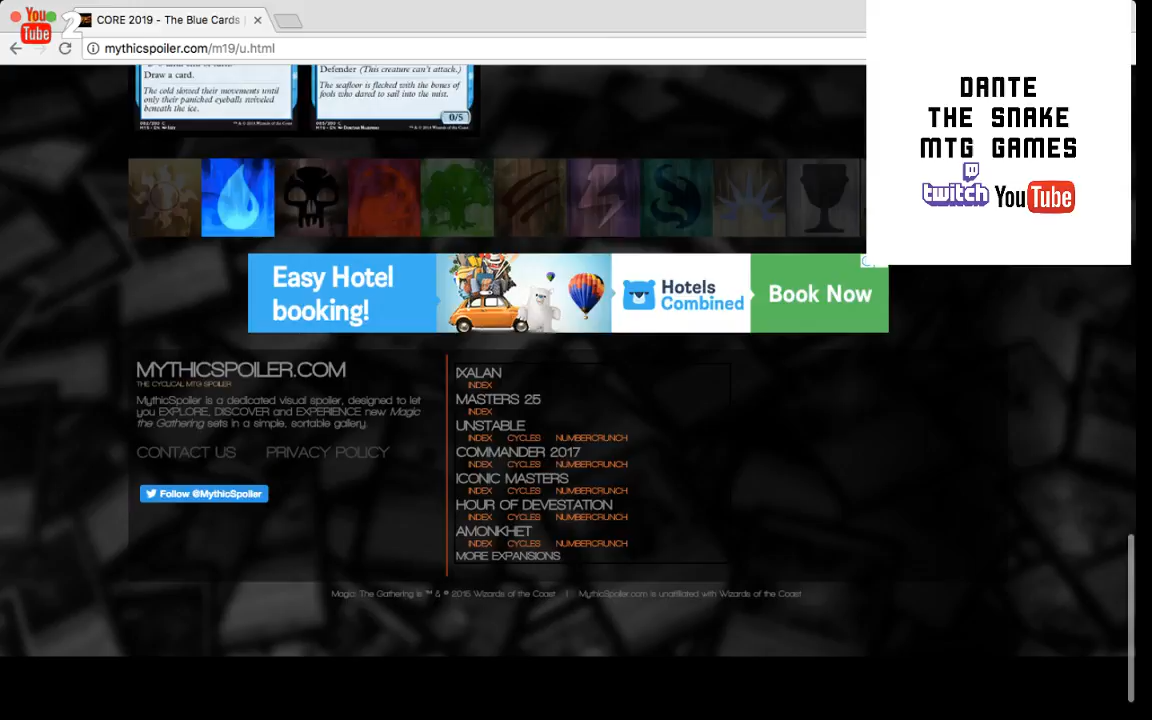 You
Tube
2
CORE 2019 - The Blue Cards |
mythicspoiler.com/m19/u.html
Draw a card.
The cold slowed their movements until
only their panicked eyeballs swiveled
beneath the ice.
Defender (This creature can't attack.)
The seafloor is flecked with the bones of
fools who dared to sail into the mist.
0/5
DANTE
THE SNAKE
MTG GAMES
twitch YouTube
Easy Hotel
booking!
Hotels
Combined
Book Now
MYTHICSPOILER.COM
THE CYCLICAL MTG SPOILER
MythicSpoiler is a dedicated visual spoiler, designed to let
you EXPLORE, DISCOVER and EXPERIENCE new Magic
the Gathering sets in a simple, sortable gallery.
CONTACT US PRIVACY POLICY
Follow @MythicSpoiler
IXALAN
INDEX
MASTERS 25
INDEX
UNSTABLE
INDEX CYCLES NUMBERCRUNCH
COMMANDER 2017
INDEX CYCLES NUMBERCRUNCH
ICONIC MASTERS
INDEX CYCLES NUMBERCRUNCH
HOUR OF DEVESTATION
INDEX CYCLES NUMBERCRUNCH
AMONKHET
INDEX CYCLES NUMBERCRUNCH
MORE EXPANSIONS
Magic: The Gathering is ™ & ® 2015 Wizards of the Coast | MythicSpoiler.com is unaffiliated with Wizards of the Coast